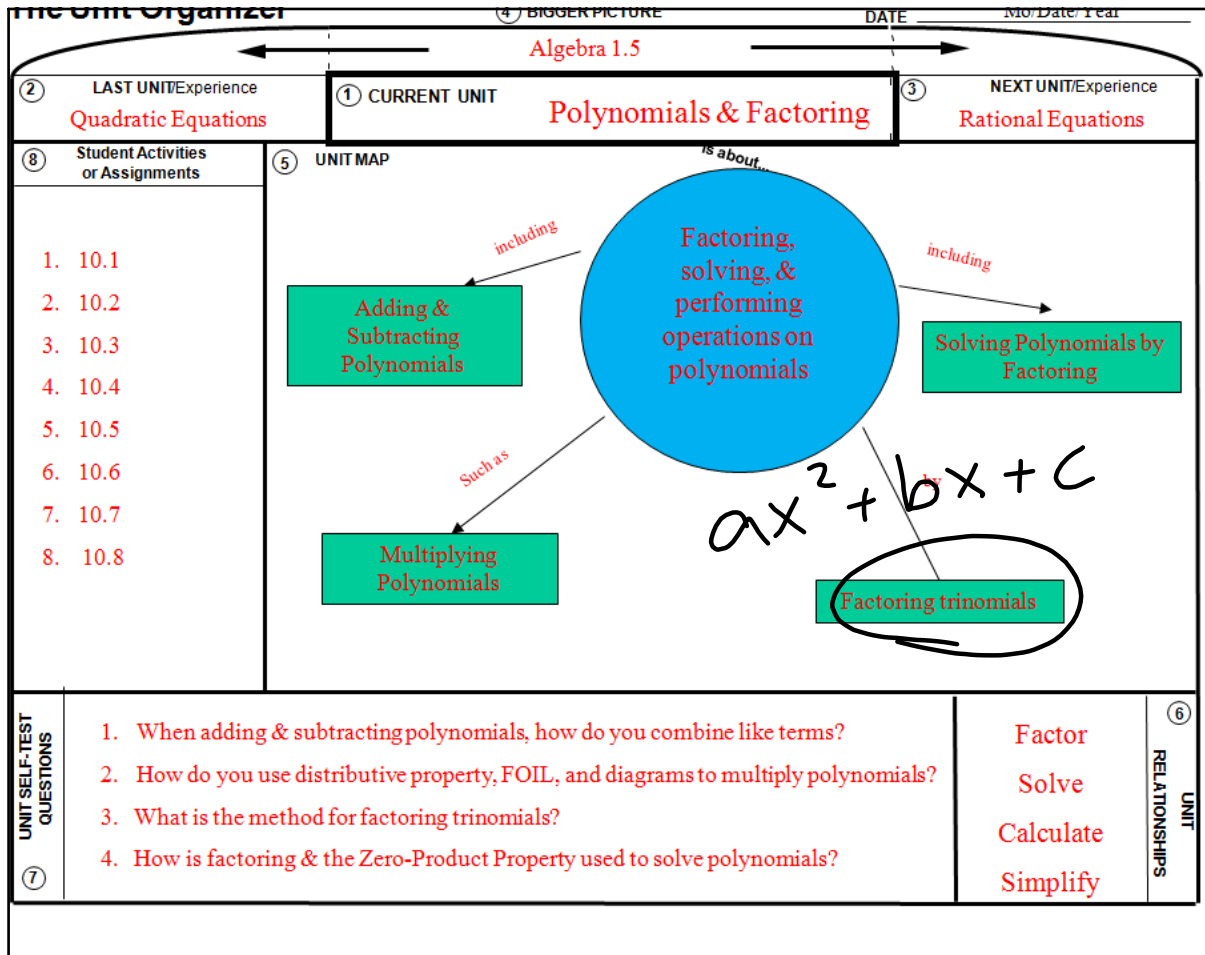 The Unit Organizer
4 BIGGER PICTURE
DATE Mo/Date/Year
Algebra 1.5
2 LAST UNIT/Experience
Quadratic Equations
1 CURRENT UNIT
Polynomials & Factoring
3 NEXT UNIT/Experience
Rational Equations
8 Student Activities
or Assignments
1. 10.1
2. 10.2
3. 10.3
4. 10.4
5. 10.5
6. 10.6
7. 10.7
8. 10.8
5 UNIT MAP
is about...
Factoring,
solving, &
performing
operations on
polynomials
including
Adding &
Subtracting
Polynomials
including
Solving Polynomials by
Factoring
Such as
Multiplying
Polynomials
by
ax² + bx + c
Factoring trinomials
UNIT SELF-TEST
QUESTIONS
7
1. When adding & subtracting polynomials, how do you combine like terms?
2. How do you use distributive property, FOIL, and diagrams to multiply polynomials?
3. What is the method for factoring trinomials?
4. How is factoring & the Zero-Product Property used to solve polynomials?
Factor
Solve
Calculate
Simplify
6
UNIT
RELATIONSHIPS